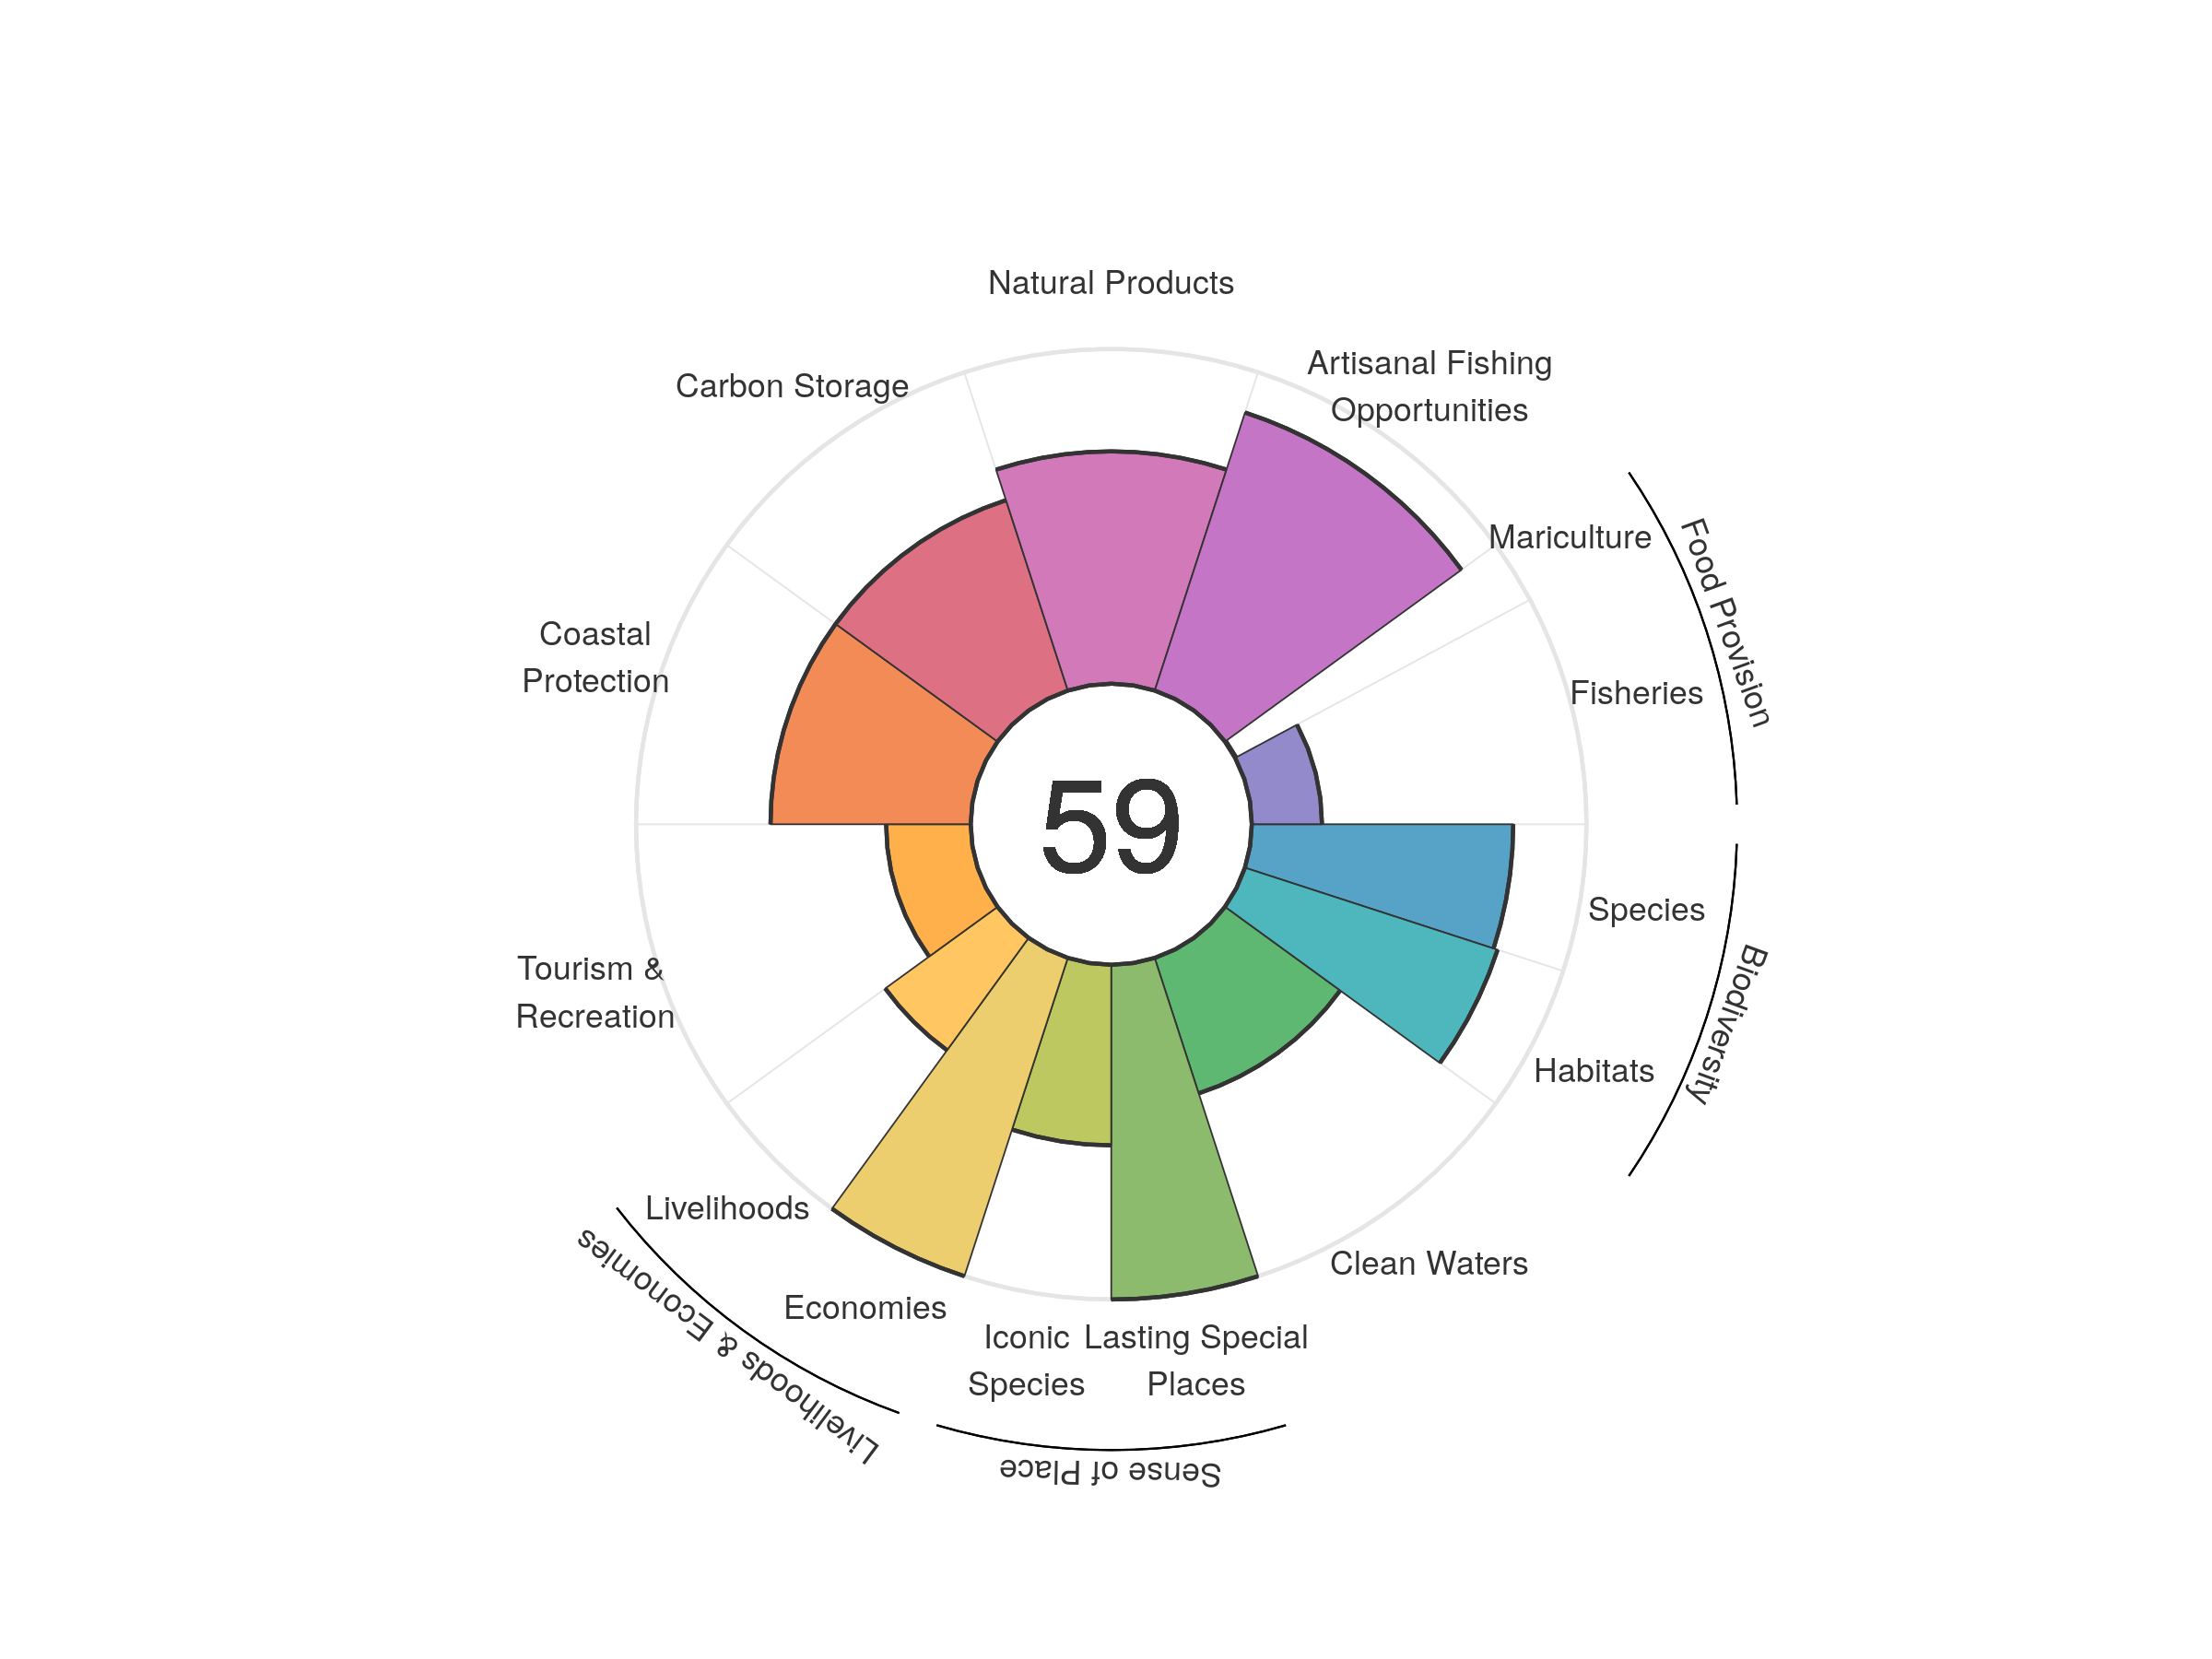 Natural Products
Carbon Storage
Artisanal Fishing
Opportunities
Mariculture
Food Provision
Coastal
Protection
Fisheries
59
Species
Biodiversity
Tourism &
Recreation
Habitats
Livelihoods
Clean Waters
Livelihoods & Economies
Economies
Iconic
Species
Lasting Special
Places
Sense of Place